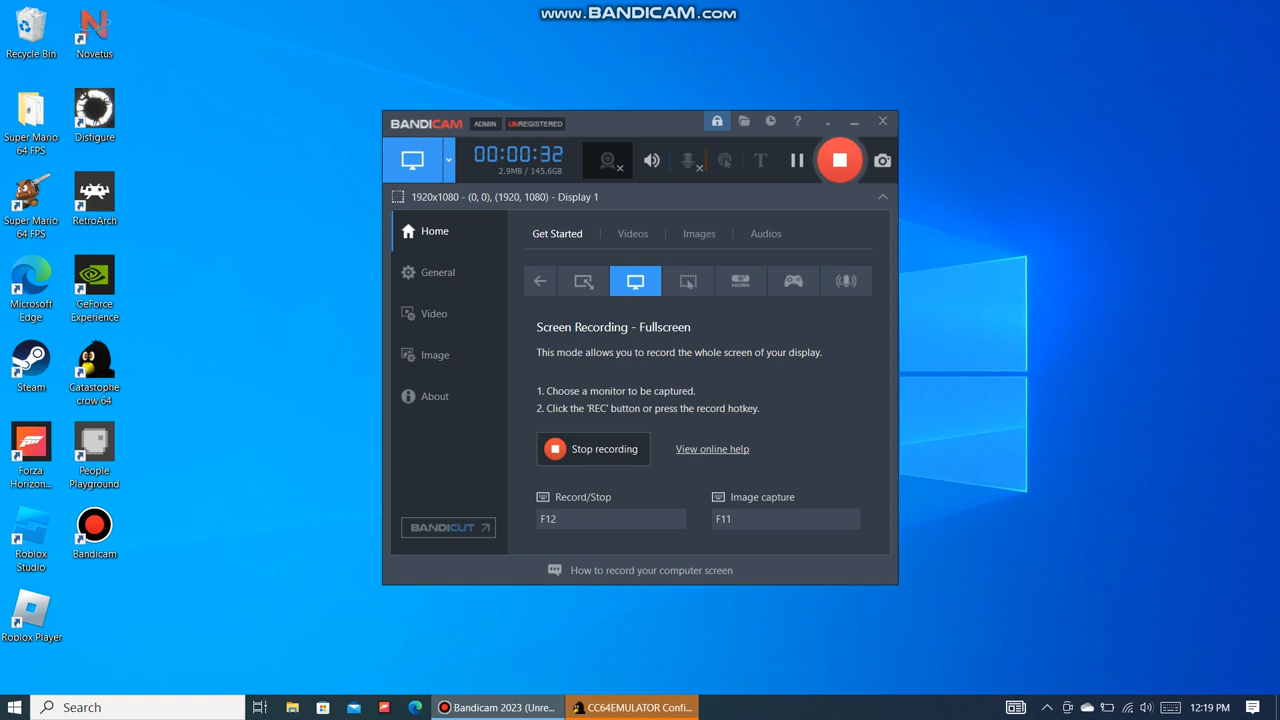 www.BANDICAM.com
Recycle Bin
Novetus
Super Mario 64 FPS
Disfigure
Super Mario 64 FPS
RetroArch
Microsoft Edge
GeForce Experience
Steam
Catastophe crow 64
Forza Horizon...
People Playground
Roblox Studio
Bandicam
Roblox Player
BANDICAM ADMIN UNREGISTERED
00:00:32
2.9MB / 145.6GB
1920x1080 - (0, 0), (1920, 1080) - Display 1
Home
General
Video
Image
About
BANDICUT
Get Started Videos Images Audios
HDMI
Screen Recording - Fullscreen
This mode allows you to record the whole screen of your display.
1. Choose a monitor to be captured.
2. Click the 'REC' button or press the record hotkey.
Stop recording View online help
Record/Stop Image capture
F12 F11
How to record your computer screen
Search
Bandicam 2023 (Unre...
CC64EMULATOR Confi...
12:19 PM